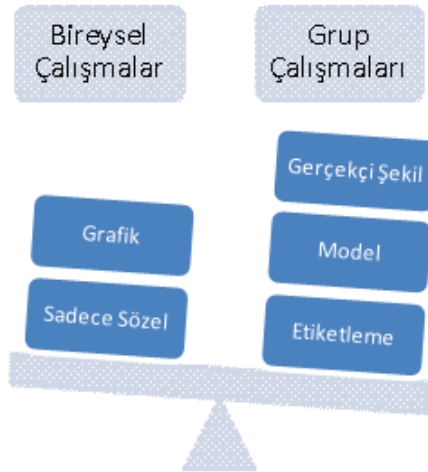 Bireysel
Çalışmalar
Grup
Çalışmaları
Gerçekçi Şekil
Grafik
Model
Sadece Sözel
Etiketleme